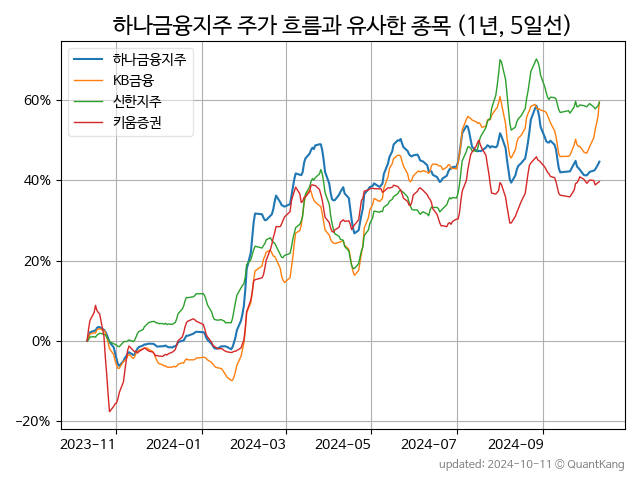 하나금융지주 주가 흐름과 유사한 종목 (1년, 5일선)
하나금융지주
KB금융
신한지주
키움증권
60%
40%
20%
0%
−20%
2023−11
2024−01
2024−03
2024−05
2024−07
2024−09
updated: 2024-10-11 © QuantKang